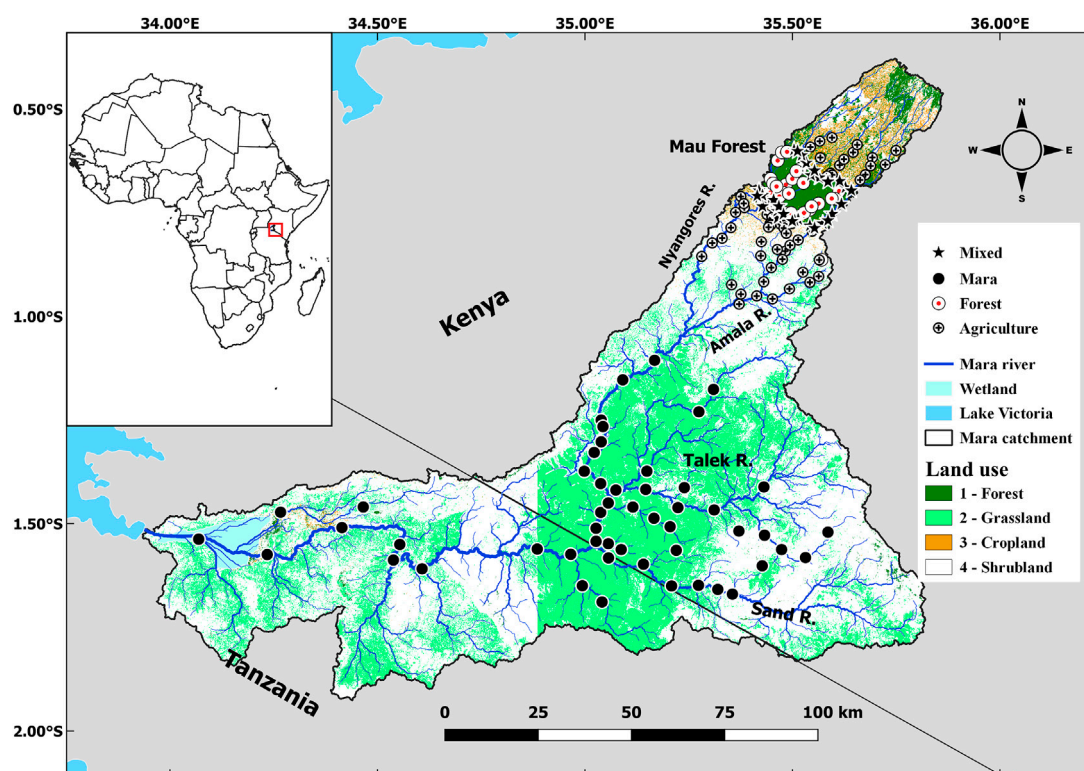 34.00°E 34.50°E 35.00°E 35.50°E 36.00°E
0.50°S
1.00°S
1.50°S
2.00°S
N
W E
S
Mau Forest
Nyangores R.
Kenya
Amala R.
Talek R.
Sand R.
Tanzania
Mixed
Mara
Forest
Agriculture
Mara river
Wetland
Lake Victoria
Mara catchment
Land use
1 - Forest
2 - Grassland
3 - Cropland
4 - Shrubland
0 25 50 75 100 km